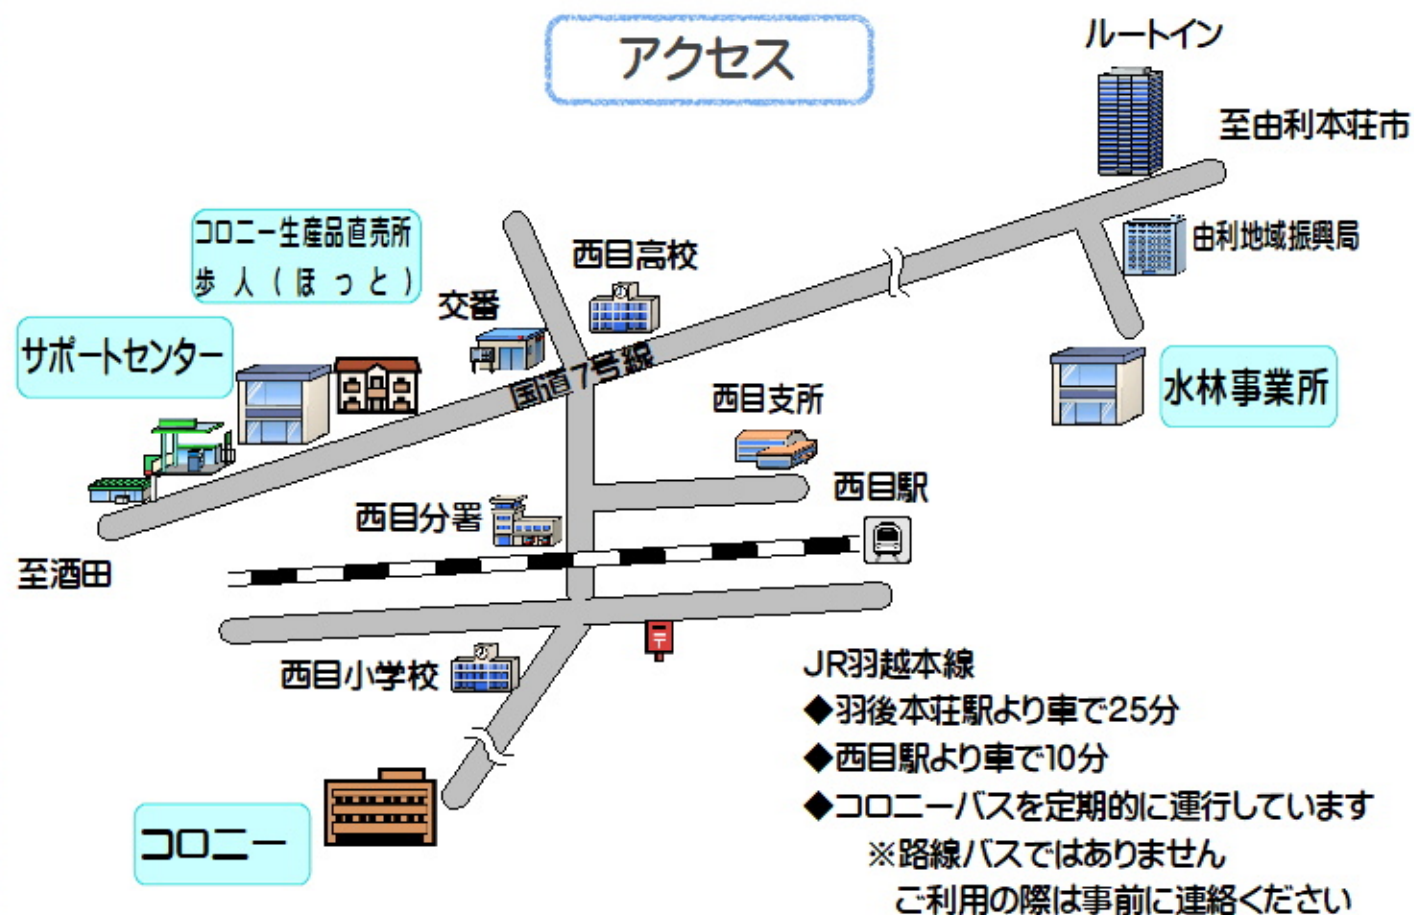 アクセス
ルートイン
至由利本荘市
コロニー生産品直売所
歩人(ほっと)
西目高校
由利地域振興局
交番
サポートセンター
国道7号線
西目支所
水林事業所
西目駅
西目分署
至酒田
〒
西目小学校
JR羽越本線
◆羽後本荘駅より車で25分
◆西目駅より車で10分
◆コロニーバスを定期的に運行しています
※路線バスではありません
ご利用の際は事前に連絡ください
コロニー